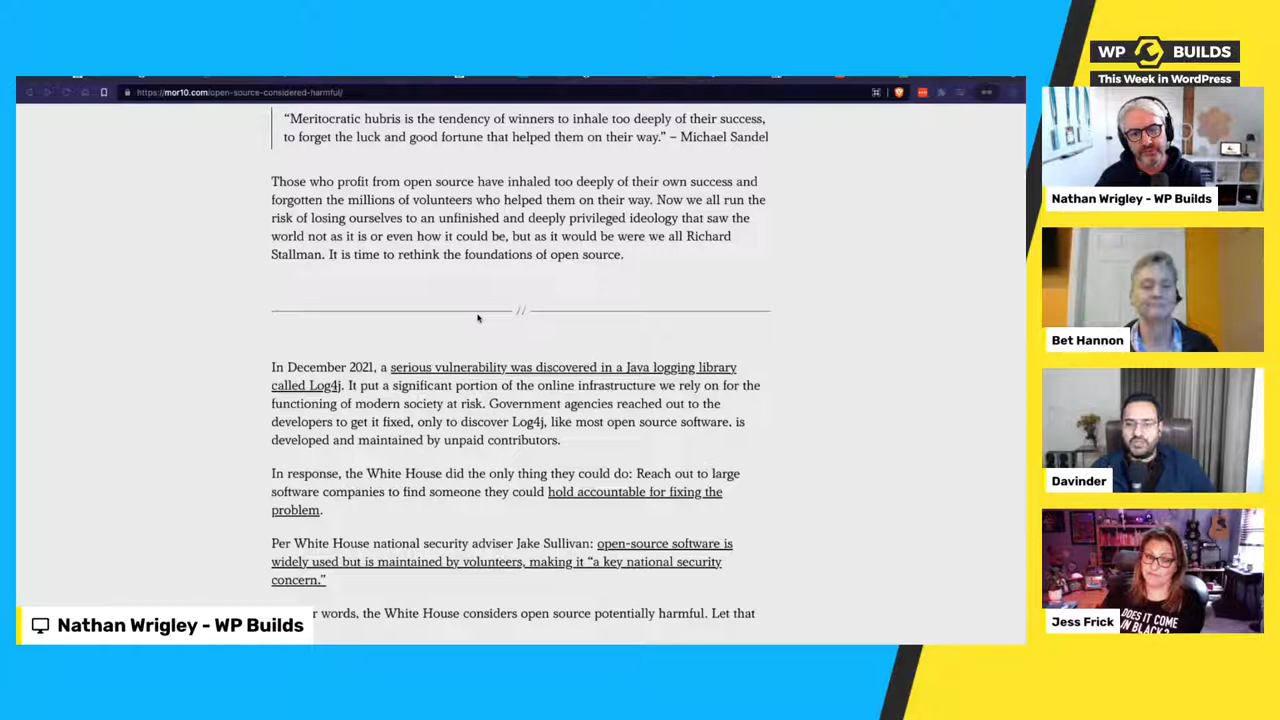 https://mor10.com/open-source-considered-harmful/
“Meritocratic hubris is the tendency of winners to inhale too deeply of their success,
to forget the luck and good fortune that helped them on their way.” – Michael Sandel
Those who profit from open source have inhaled too deeply of their own success and
forgotten the millions of volunteers who helped them on their way. Now we all run the
risk of losing ourselves to an unfinished and deeply privileged ideology that saw the
world not as it is or even how it could be, but as it would be were we all Richard
Stallman. It is time to rethink the foundations of open source.
//
In December 2021, a serious vulnerability was discovered in a Java logging library
called Log4j. It put a significant portion of the online infrastructure we rely on for the
functioning of modern society at risk. Government agencies reached out to the
developers to get it fixed, only to discover Log4j, like most open source software, is
developed and maintained by unpaid contributors.
In response, the White House did the only thing they could do: Reach out to large
software companies to find someone they could hold accountable for fixing the
problem.
Per White House national security adviser Jake Sullivan: open-source software is
widely used but is maintained by volunteers, making it “a key national security
concern.”
words, the White House considers open source potentially harmful. Let that
Nathan Wrigley - WP Builds
WP BUILDS
This Week in WordPress
Nathan Wrigley - WP Builds
Bet Hannon
Davinder
DOES IT COME
IN BLACK?
Jess Frick